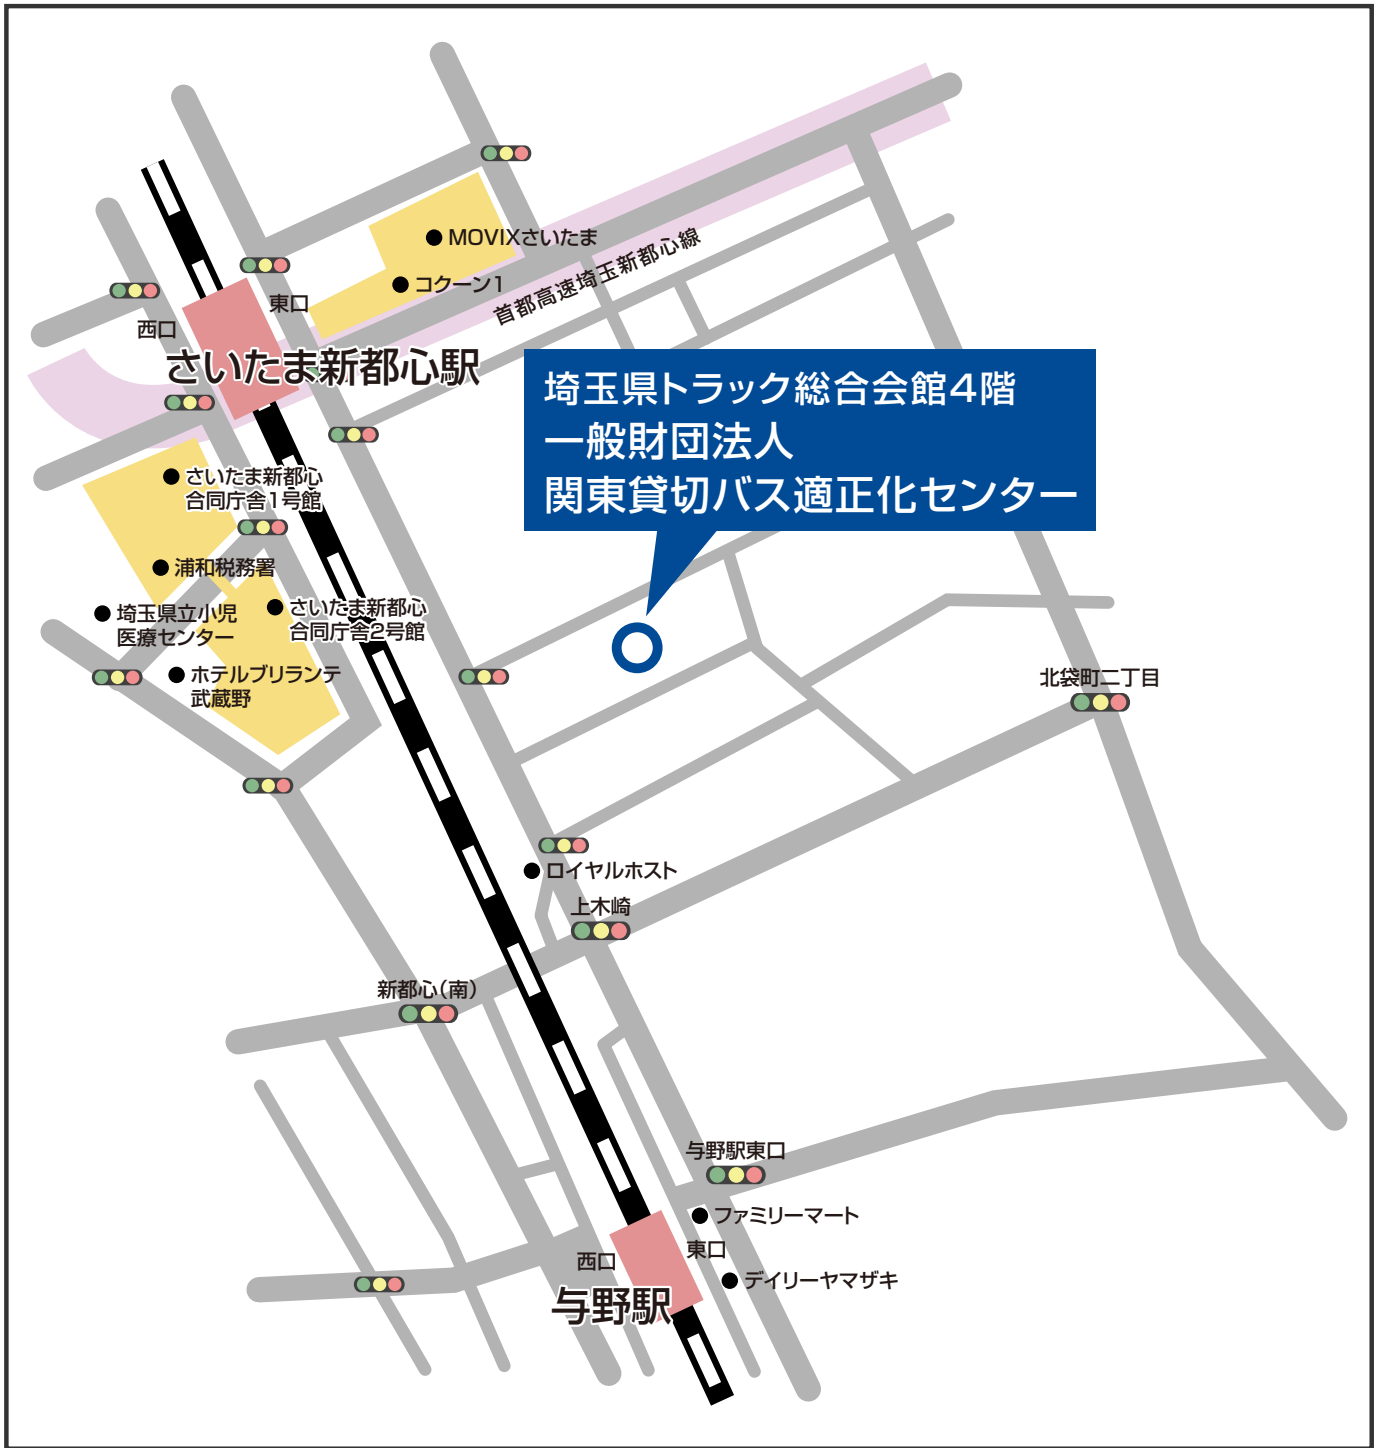 MOVIXさいたま
コクーン1
首都高速埼玉新都心線
東口
西口
さいたま新都心駅
埼玉県トラック総合会館4階
一般財団法人
関東貸切バス適正化センター
さいたま新都心
合同庁舎1号館
浦和税務署
さいたま新都心
合同庁舎2号館
埼玉県立小児
医療センター
ホテルブリランテ
武蔵野
北袋町二丁目
ロイヤルホスト
上木崎
新都心(南)
与野駅東口
ファミリーマート
東口
西口
デイリーヤマザキ
与野駅